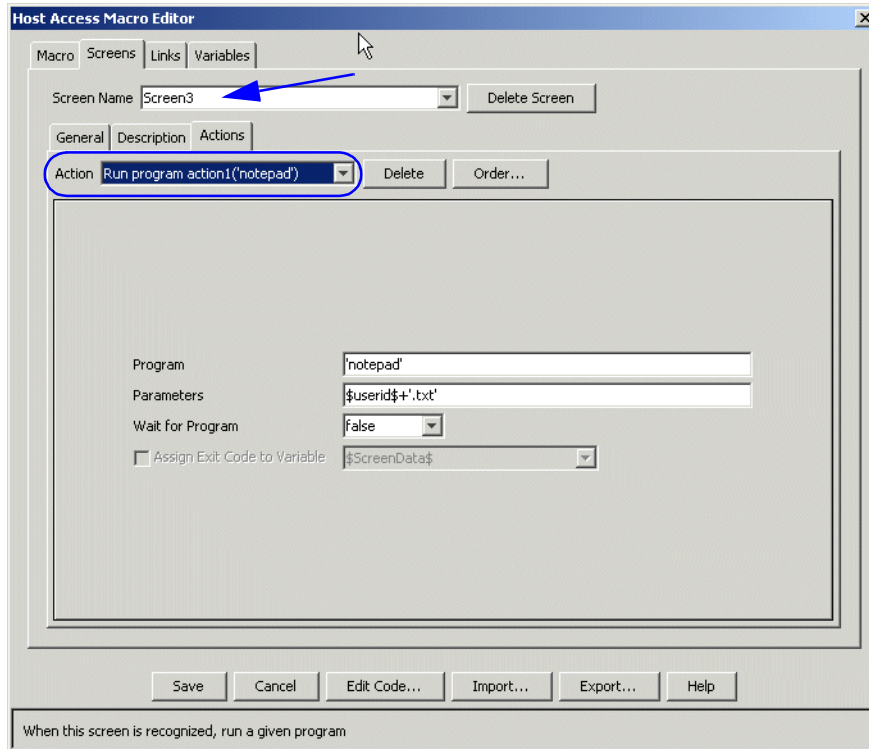 Host Access Macro Editor
Macro Screens Links Variables
Screen Name Screen3 Delete Screen
General Description Actions
Action Run program action1('notepad') Delete Order...
Program 'notepad'
Parameters $userid$+'.txt'
Wait for Program false
Assign Exit Code to Variable $ScreenData$
Save Cancel Edit Code... Import... Export... Help
When this screen is recognized, run a given program